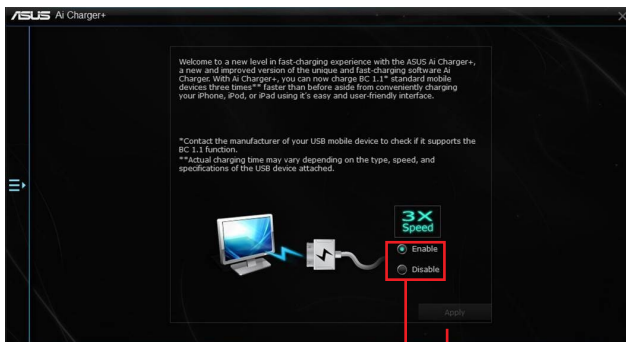 ASUS Ai Charger+
Welcome to a new level in fast-charging experience with the ASUS Ai Charger+,
a new and improved version of the unique and fast-charging software Ai
Charger. With Ai Charger+, you can now charge BC 1.1* standard mobile
devices three times** faster than before aside from conveniently charging
your iPhone, iPod, or iPad using it's easy and user-friendly interface.
*Contact the manufacturer of your USB mobile device to check if it supports the
BC 1.1 function.
**Actual charging time may vary depending on the type, speed, and
specifications of the USB device attached.
3X
Speed
Enable
Disable
Apply